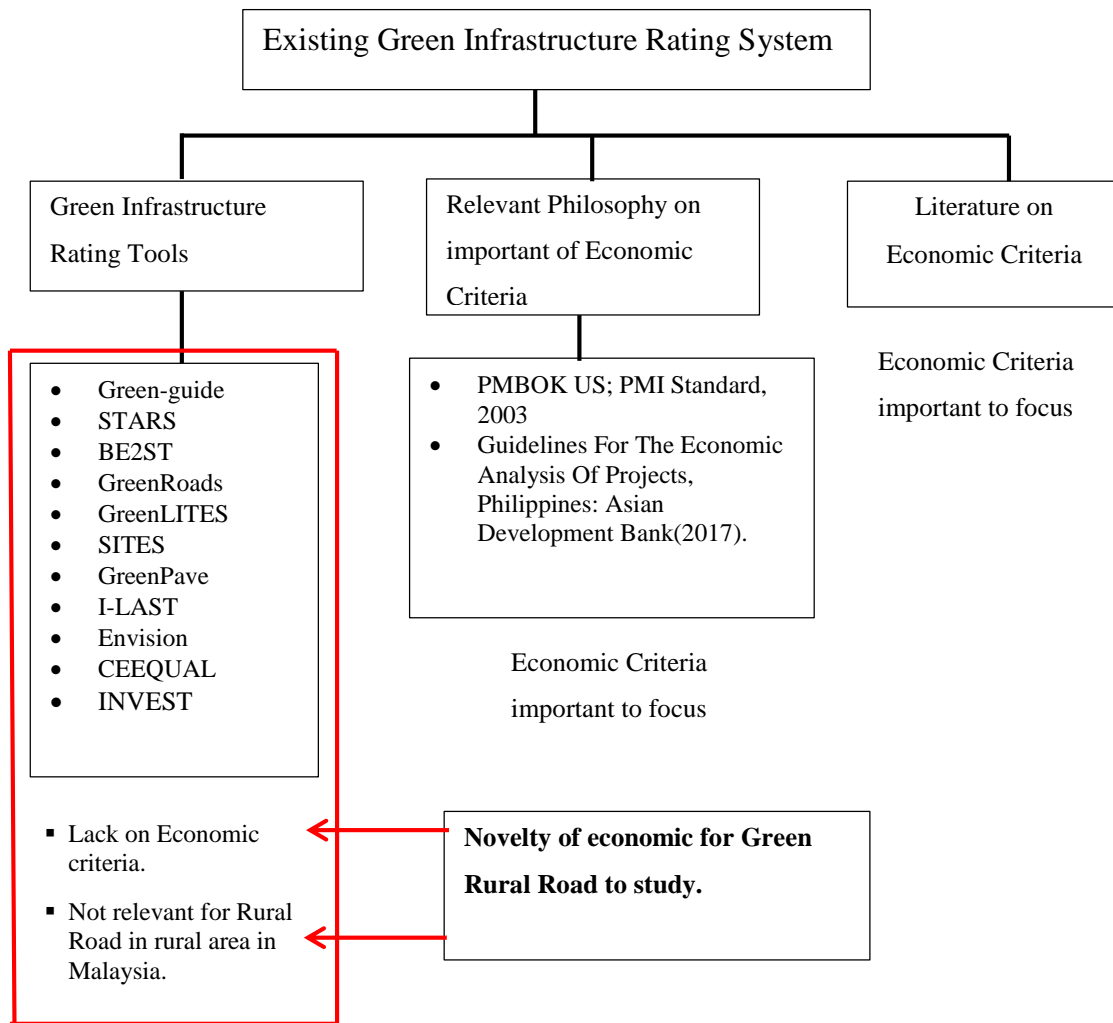 Existing Green Infrastructure Rating System
Green Infrastructure
Rating Tools
Relevant Philosophy on
important of Economic
Criteria
Literature on
Economic Criteria
• Green-guide
• STARS
• BE2ST
• GreenRoads
• GreenLITES
• SITES
• GreenPave
• I-LAST
• Envision
• CEEQUAL
• INVEST
• PMBOK US; PMI Standard,
2003
• Guidelines For The Economic
Analysis Of Projects,
Philippines: Asian
Development Bank(2017).
Economic Criteria
important to focus
Economic Criteria
important to focus
▪ Lack on Economic
criteria.
▪ Not relevant for Rural
Road in rural area in
Malaysia.
Novelty of economic for Green
Rural Road to study.